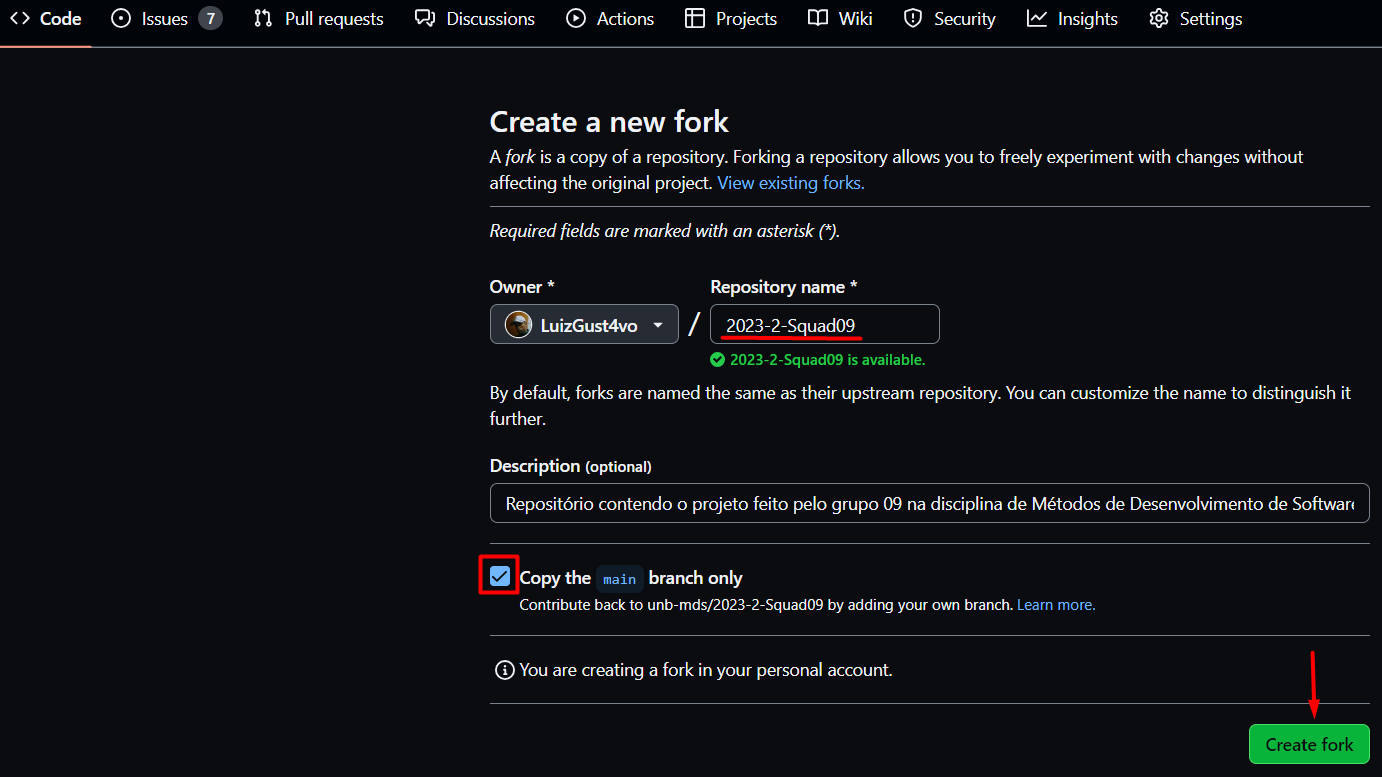 Code Issues 7 Pull requests Discussions Actions Projects Wiki Security Insights Settings
Create a new fork
A fork is a copy of a repository. Forking a repository allows you to freely experiment with changes without
affecting the original project. View existing forks.
Required fields are marked with an asterisk (*).
Owner * Repository name *
LuizGust4vo / 2023-2-Squad09
2023-2-Squad09 is available.
By default, forks are named the same as their upstream repository. You can customize the name to distinguish it
further.
Description (optional)
Repositório contendo o projeto feito pelo grupo 09 na disciplina de Métodos de Desenvolvimento de Software
Copy the main branch only
Contribute back to unb-mds/2023-2-Squad09 by adding your own branch. Learn more.
You are creating a fork in your personal account.
Create fork